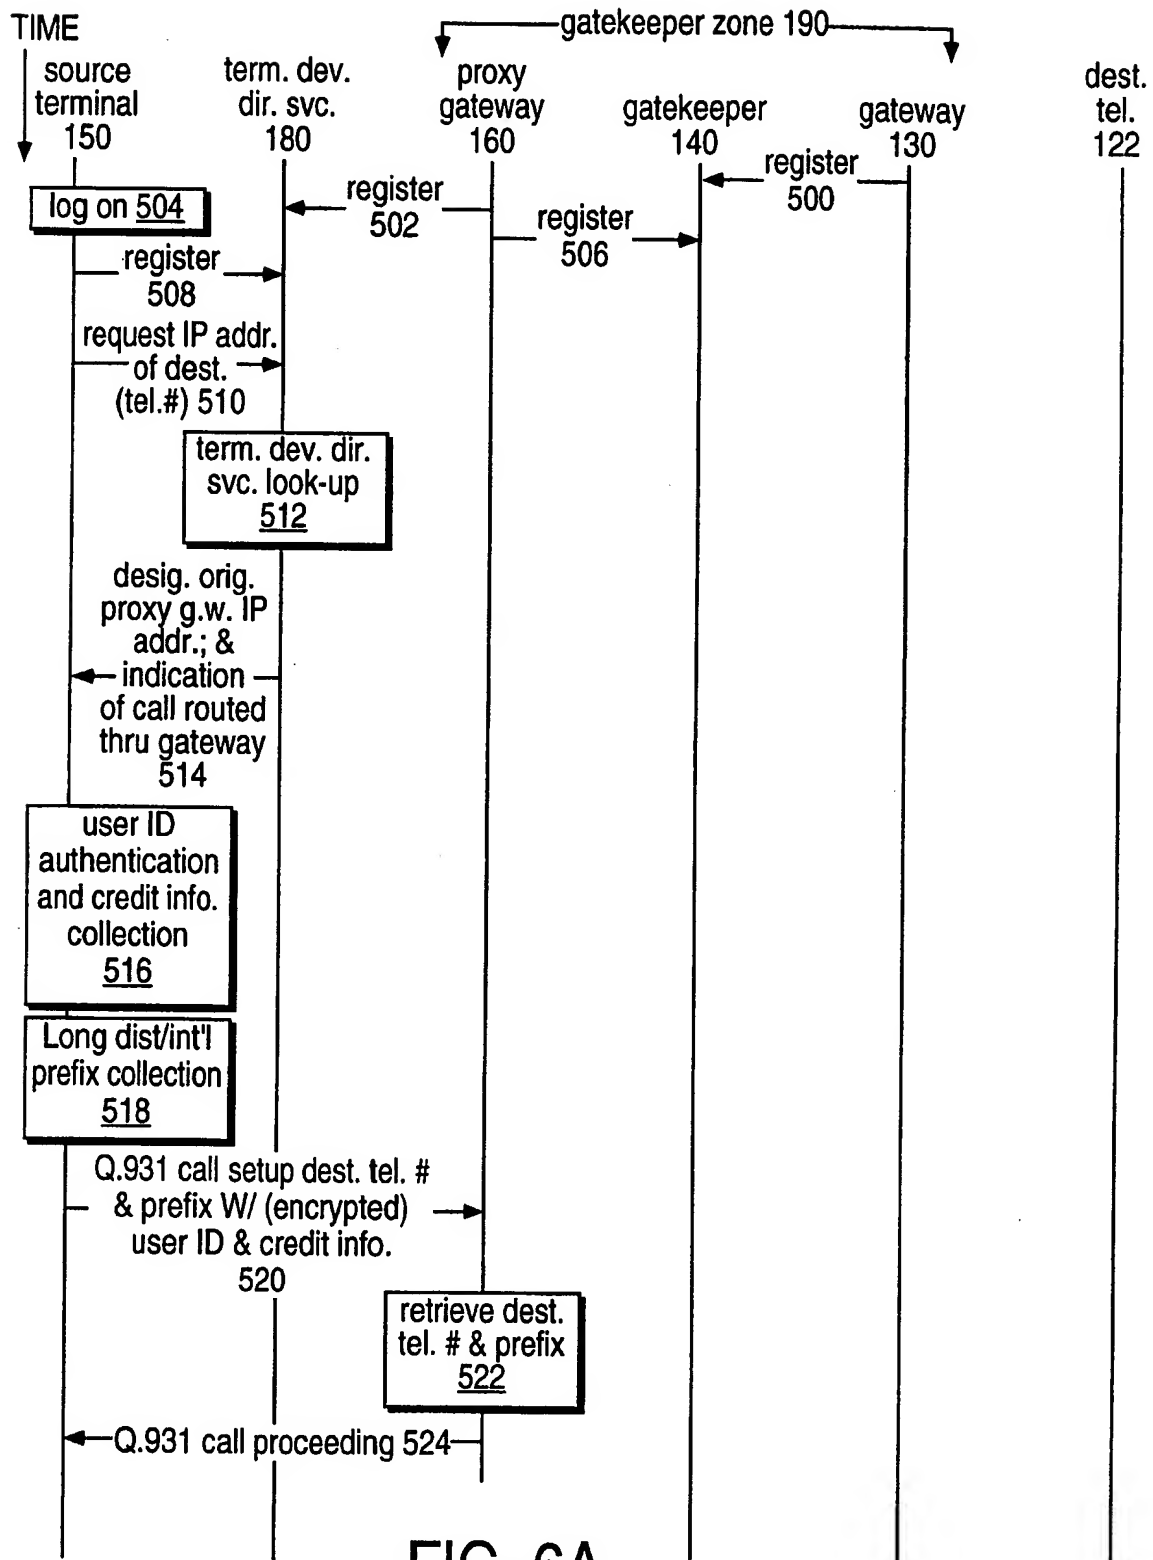 TIME
gatekeeper zone 190
source
terminal
150
term. dev.
dir. svc.
180
proxy
gateway
160
gatekeeper
140
gateway
130
dest.
tel.
122
register
500
log on 504
register
502
register
506
register
508
request IP addr.
of dest.
(tel.#) 510
term. dev. dir.
svc. look-up
512
desig. orig.
proxy g.w. IP
addr.; &
indication
of call routed
thru gateway
514
user ID
authentication
and credit info.
collection
516
Long dist/int'l
prefix collection
518
Q.931 call setup dest. tel. #
& prefix W/ (encrypted)
user ID & credit info.
520
retrieve dest.
tel. # & prefix
522
Q.931 call proceeding 524
FIG. 6A